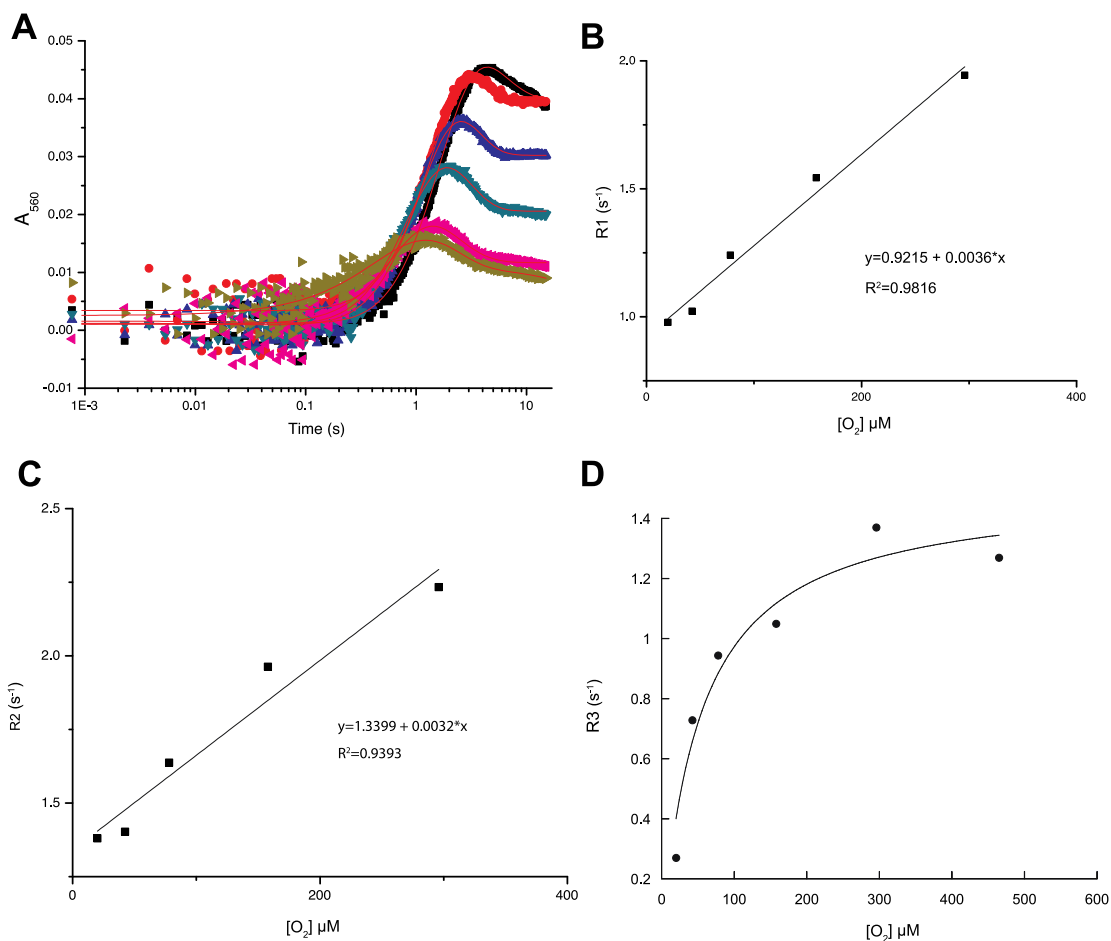 A
0.05
0.04
0.03
0.02
0.01
0.00
-0.01
A560
1E-3
0.01
0.1
1
10
Time (s)
B
2.0
1.5
1.0
R1 (s-1)
y=0.9215 + 0.0036*x
R2=0.9816
0
200
400
[O2] µM
C
2.5
2.0
1.5
R2 (s-1)
y=1.3399 + 0.0032*x
R2=0.9393
0
200
400
[O2] µM
D
1.4
1.2
1
0.8
0.6
0.4
0.2
R3 (s-1)
0
100
200
300
400
500
600
[O2] µM